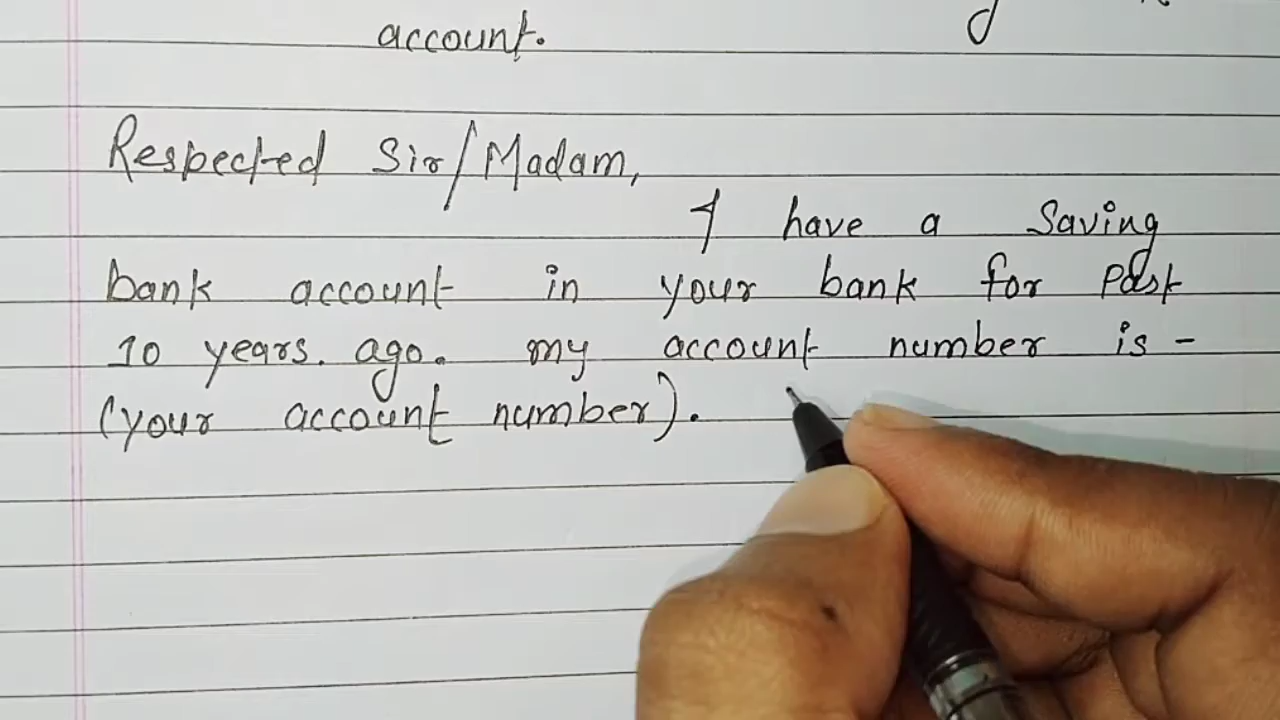 account.
Respected Sir/Madam,
I have a Saving
bank account in your bank for past
10 years. ago. my account number is -
(your account number).